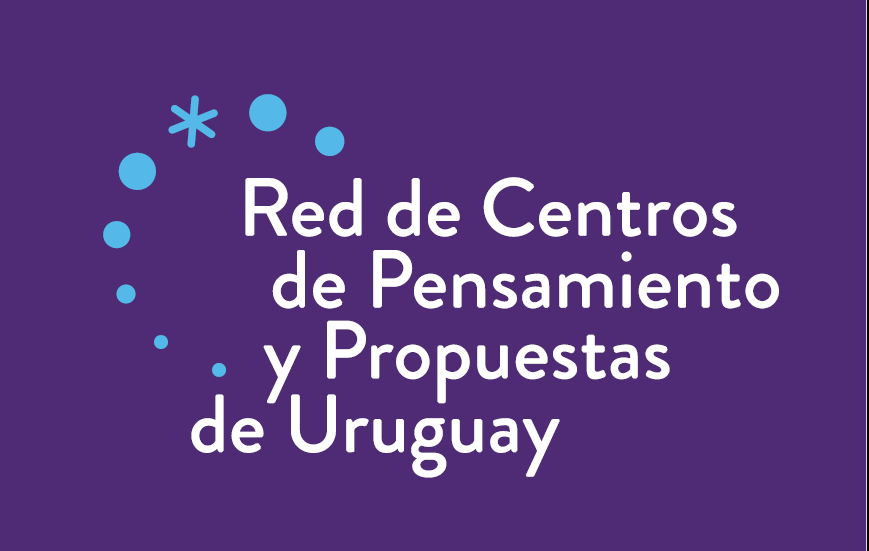 Red de Centros
de Pensamiento
y Propuestas
de Uruguay